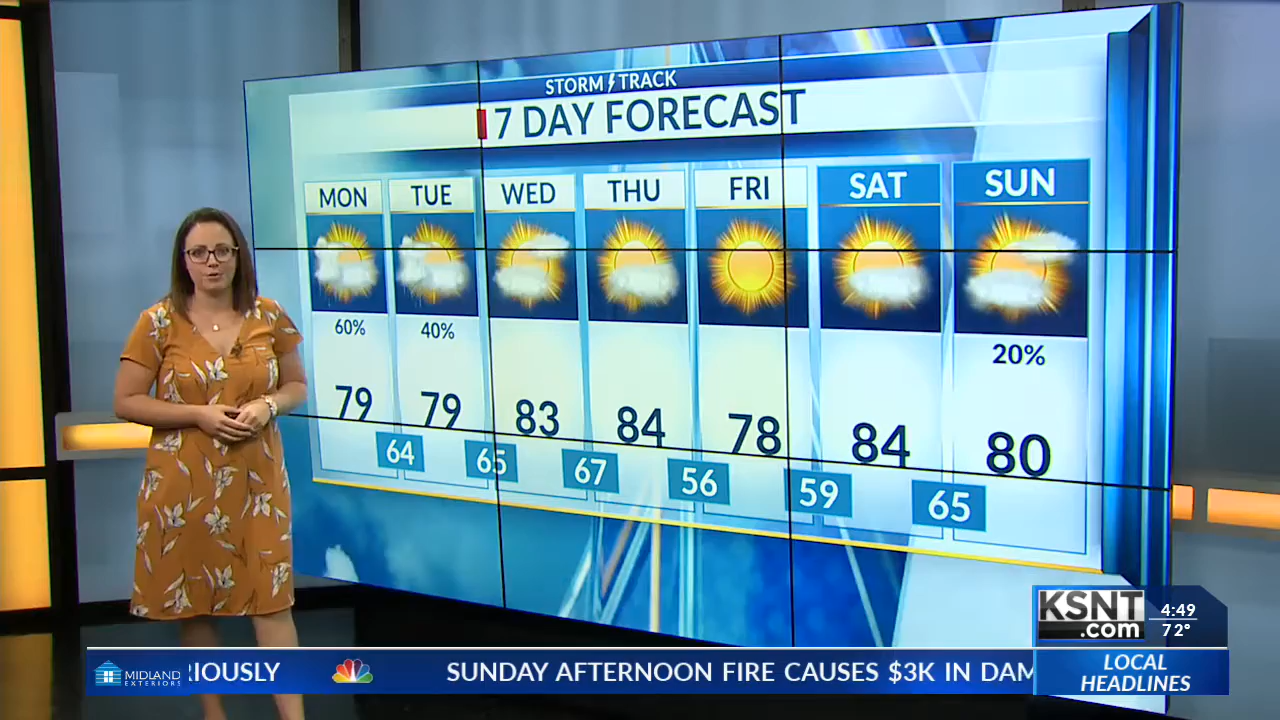 STORM TRACK
7 DAY FORECAST
MON TUE WED THU FRI SAT SUN
60% 40% 20%
79 79 83 84 78 84 80
64 65 67 56 59 65
KSNT
.com
4:49
72°
MIDLAND
EXTERIORS
RIOUSLY SUNDAY AFTERNOON FIRE CAUSES $3K IN DAM
LOCAL
HEADLINES